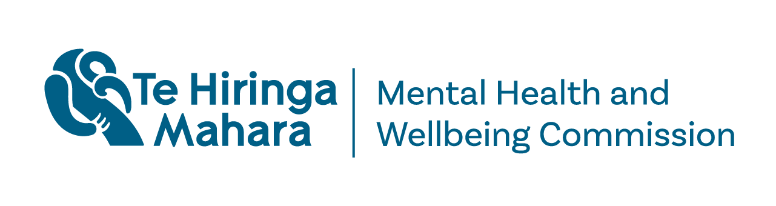 Te Hiringa
Mahara
Mental Health and
Wellbeing Commission